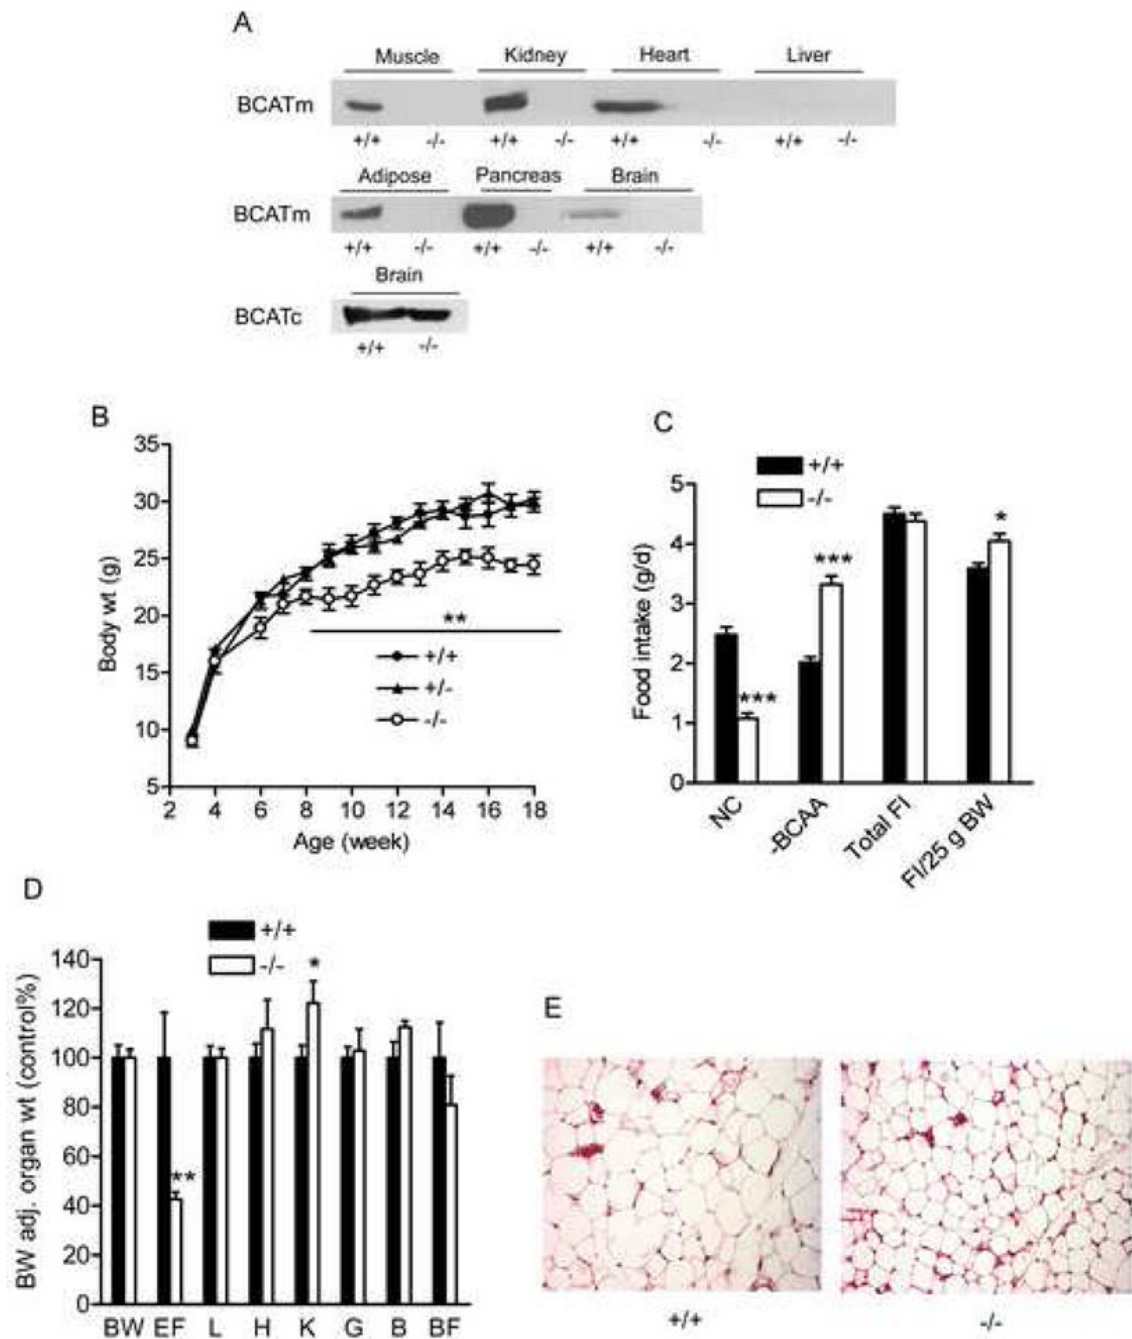 A
Muscle Kidney Heart Liver
BCATm
+/+ -/- +/+ -/- +/+ -/- +/+ -/-
Adipose Pancreas Brain
BCATm
+/+ -/- +/+ -/- +/+ -/-
Brain
BCATc
+/+ -/-
B
35
30
25
20
15
10
5
Body wt (g)
**
+/+
+/-
-/-
2 4 6 8 10 12 14 16 18
Age (week)
C
+/+
-/-
5
4
3
2
1
0
Food intake (g/d)
***
***
*
NC
-BCAA
Total FI
FI/25 g BW
D
+/+
-/-
140
120
100
80
60
40
20
0
BW adj. organ wt (control%)
**
*
BW EF L H K G B BF
E
+/+ -/-